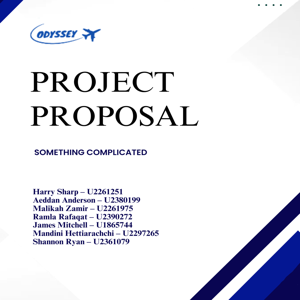 ODYSSEY
PROJECT
PROPOSAL
SOMETHING COMPLICATED
Harry Sharp – U2261251
Aeddan Anderson – U2380199
Malikah Zamir – U2261975
Ramla Rafaqat – U2390272
James Mitchell – U1865744
Mandini Hettiarachchi – U2297265
Shannon Ryan – U2361079